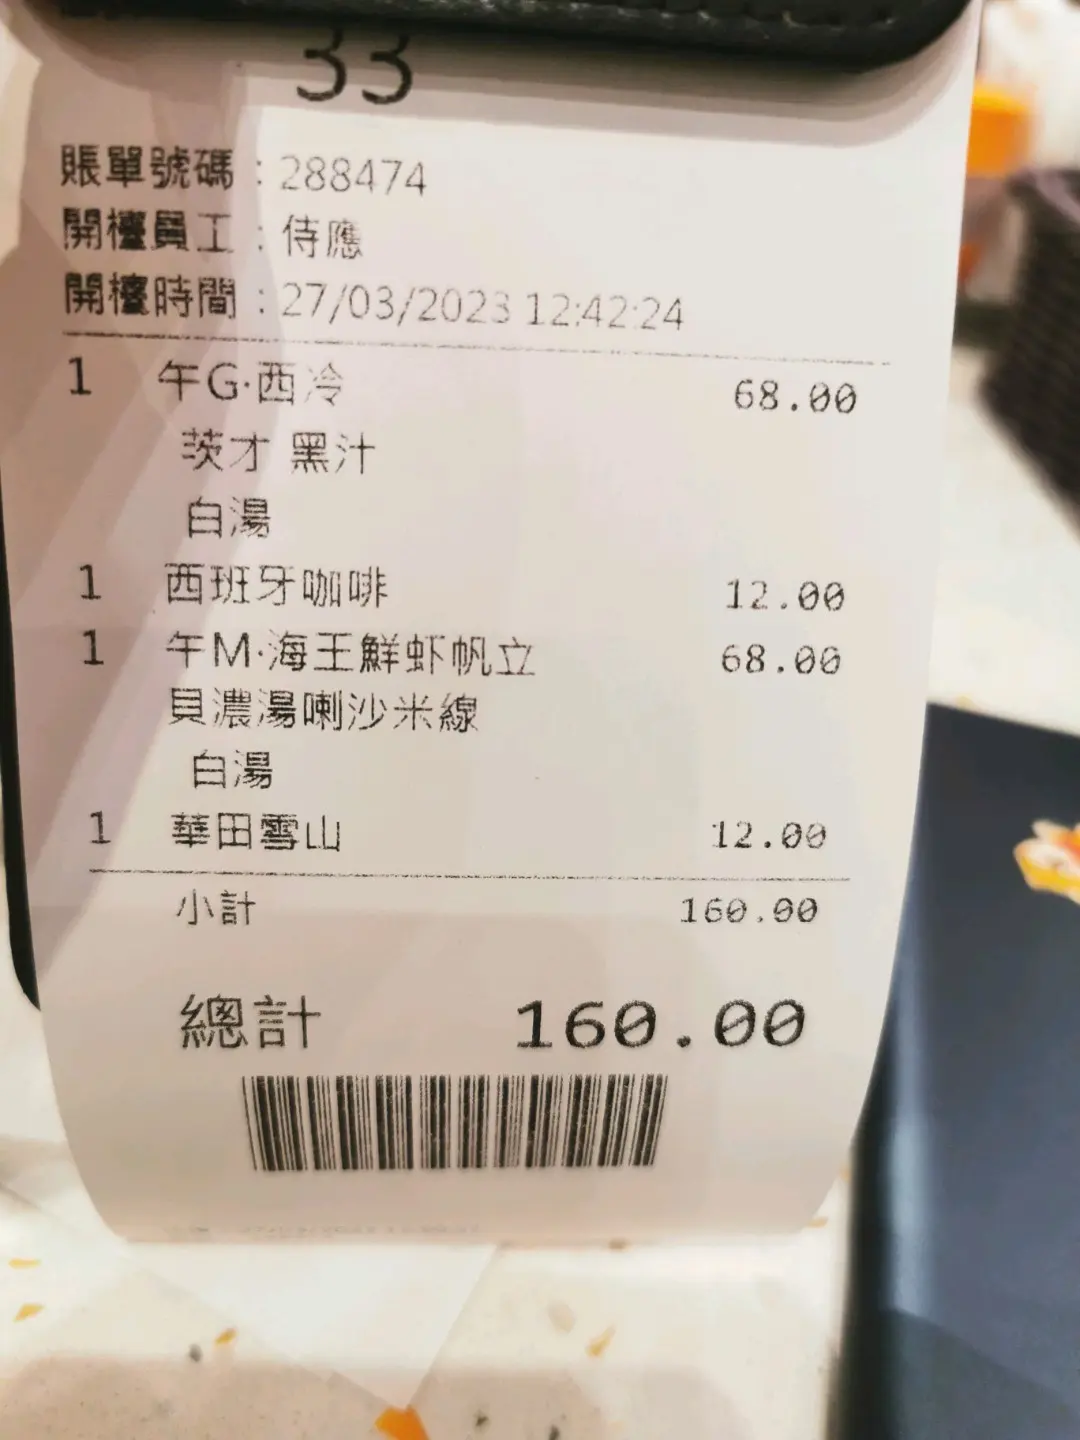 33
賬單號碼：288474
開檯員工：侍應
開檯時間：27/03/2023 12:42:24
1 午G·西冷 68.00
茨才 黑汁
白湯
1 西班牙咖啡 12.00
1 午M·海王鮮虾帆立 68.00
貝濃湯喇沙米線
白湯
1 華田雪山 12.00
小計 160.00
總計 160.00